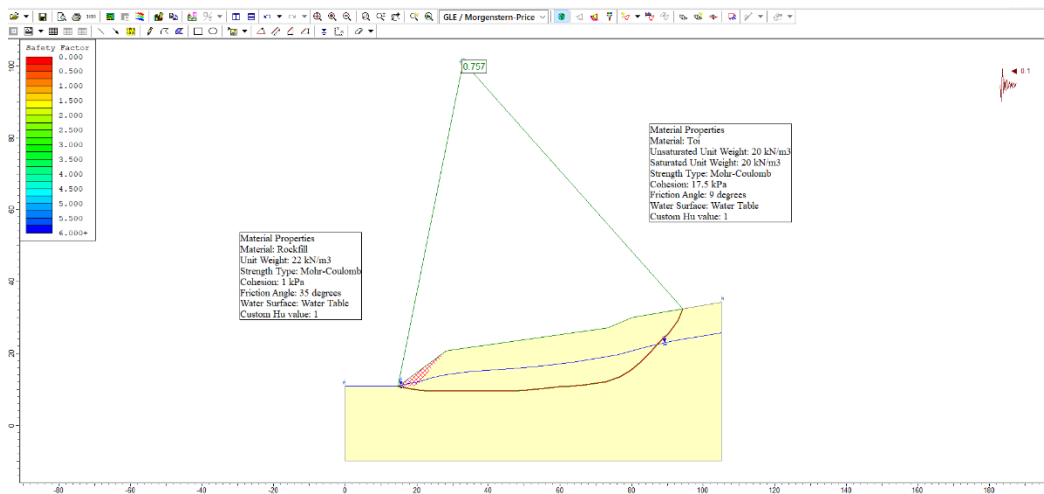 GLE / Morgenstern-Price
Safety Factor
0.000
0.500
1.000
1.500
2.000
2.500
3.000
3.500
4.000
4.500
5.000
5.500
6.000+
0.757
0.1
Material Properties
Material: Toj
Unsaturated Unit Weight: 20 kN/m3
Saturated Unit Weight: 20 kN/m3
Strength Type: Mohr-Coulomb
Cohesion: 17.5 kPa
Friction Angle: 9 degrees
Water Surface: Water Table
Custom Hu value: 1
Material Properties
Material: Rockfill
Unit Weight: 22 kN/m3
Strength Type: Mohr-Coulomb
Cohesion: 1 kPa
Friction Angle: 35 degrees
Water Surface: Water Table
Custom Hu value: 1
100
80
60
40
20
0
-80 -60 -40 -20 0 20 40 60 80 100 120 140 160 180